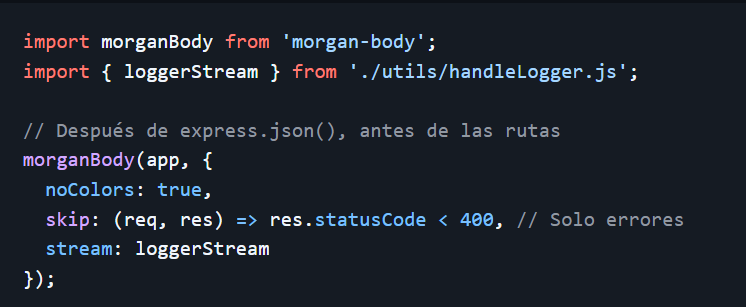 import morganBody from 'morgan-body';
import { loggerStream } from './utils/handleLogger.js';
// Después de express.json(), antes de las rutas
morganBody(app, {
  noColors: true,
  skip: (req, res) => res.statusCode < 400, // Solo errores
  stream: loggerStream
});